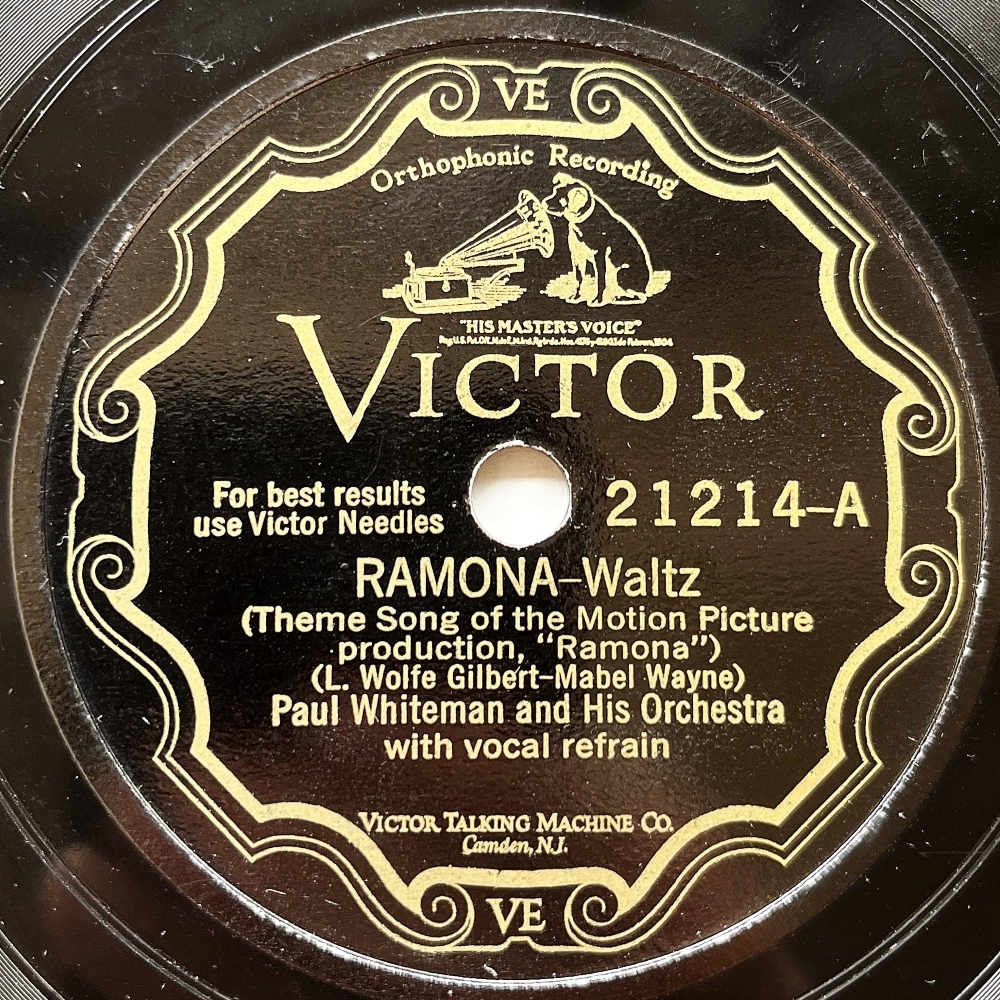 VE
Orthophonic Recording
"HIS MASTER'S VOICE"
VICTOR
For best results
use Victor Needles
21214-A
RAMONA–Waltz
(Theme Song of the Motion Picture
production, "Ramona")
(L. Wolfe Gilbert–Mabel Wayne)
Paul Whiteman and His Orchestra
with vocal refrain
VICTOR TALKING MACHINE CO.
Camden, N.J.
VE